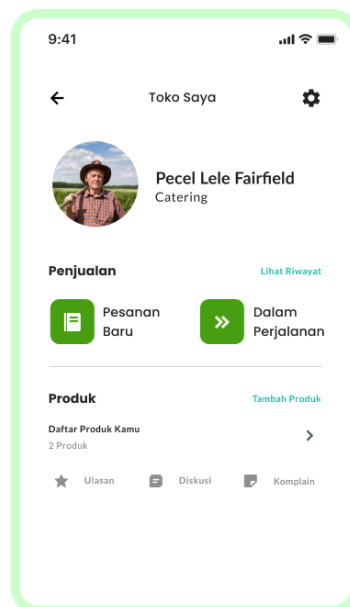 9:41
Toko Saya
Pecel Lele Fairfield
Catering
Penjualan
Lihat Riwayat
Pesanan
Baru
Dalam
Perjalanan
Produk
Tambah Produk
Daftar Produk Kamu
2 Produk
Ulasan
Diskusi
Komplain